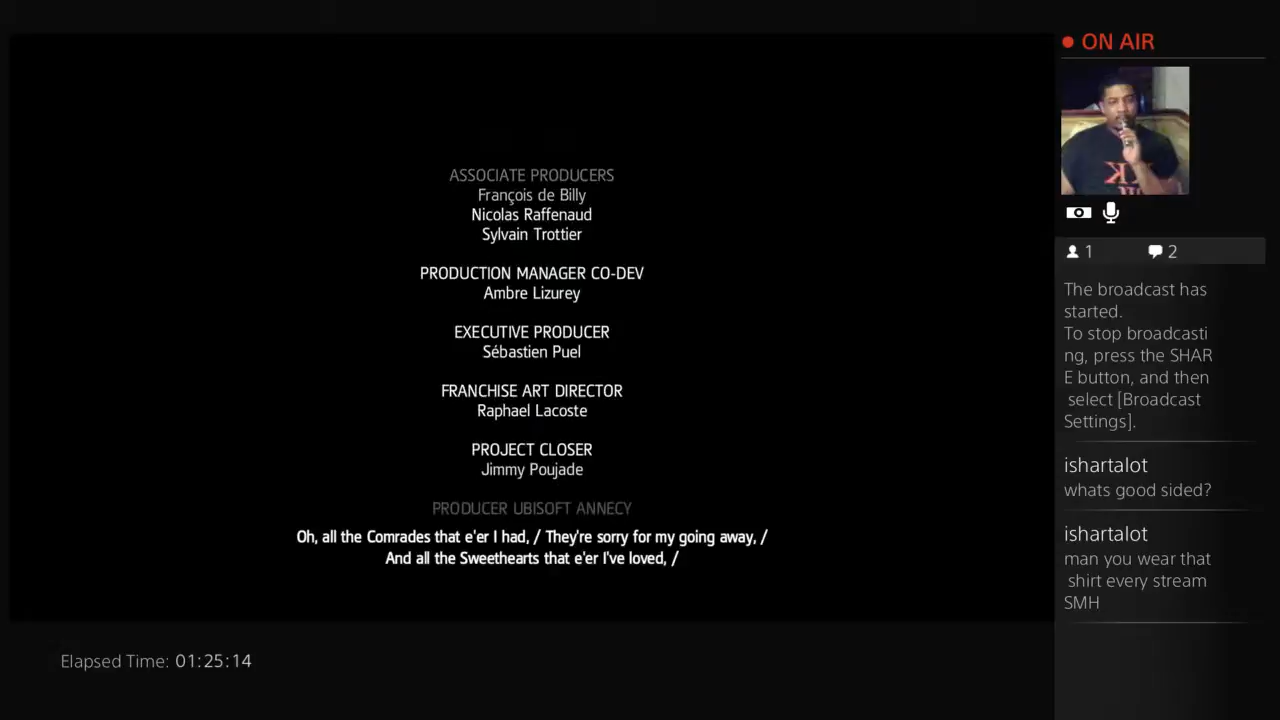 ASSOCIATE PRODUCERS
François de Billy
Nicolas Raffenaud
Sylvain Trottier
PRODUCTION MANAGER CO-DEV
Ambre Lizurey
EXECUTIVE PRODUCER
Sébastien Puel
FRANCHISE ART DIRECTOR
Raphael Lacoste
PROJECT CLOSER
Jimmy Poujade
PRODUCER UBISOFT ANNECY
Oh, all the Comrades that e'er I had, / They're sorry for my going away, /
And all the Sweethearts that e'er I've loved, /
Elapsed Time: 01:25:14
ON AIR
1 2
The broadcast has
started.
To stop broadcasti
ng, press the SHAR
E button, and then
select [Broadcast
Settings].
ishartalot
whats good sided?
ishartalot
man you wear that
shirt every stream
SMH